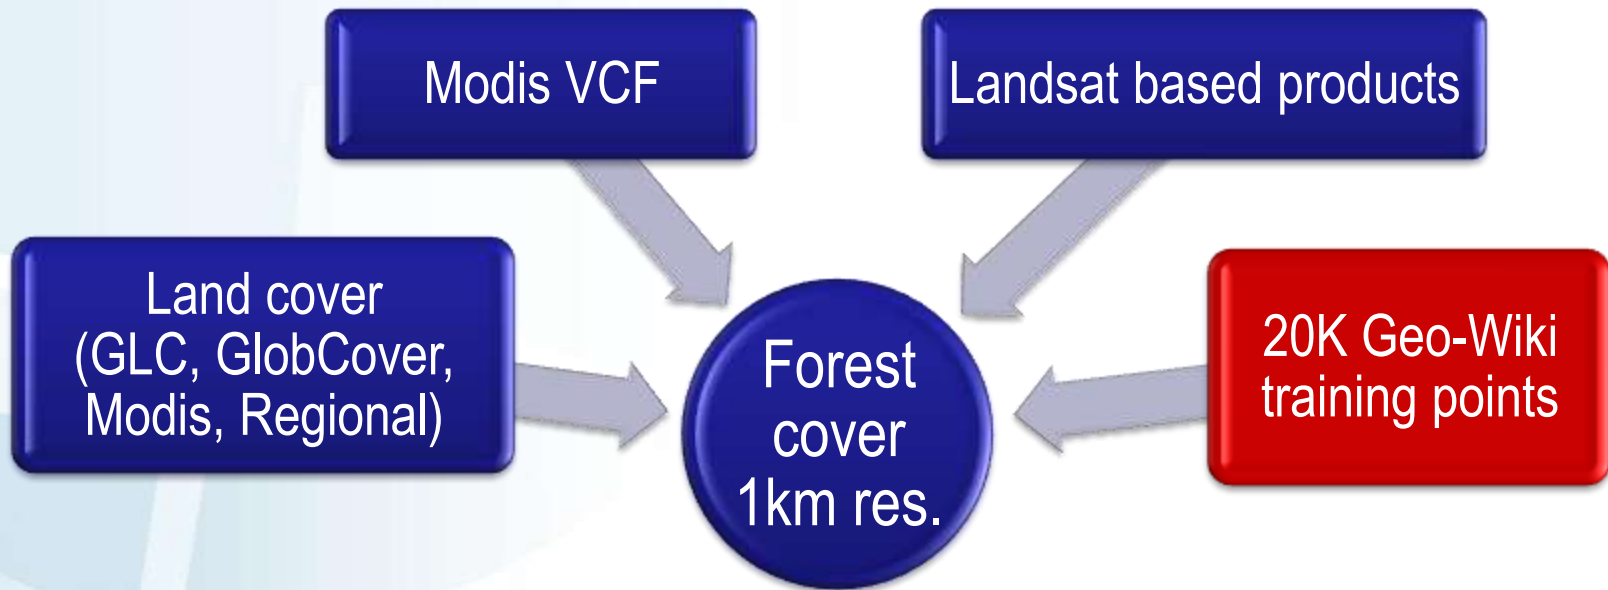 Modis VCF
Landsat based products
Land cover
(GLC, GlobCover,
Modis, Regional)
Forest
cover
1km res.
20K Geo-Wiki
training points